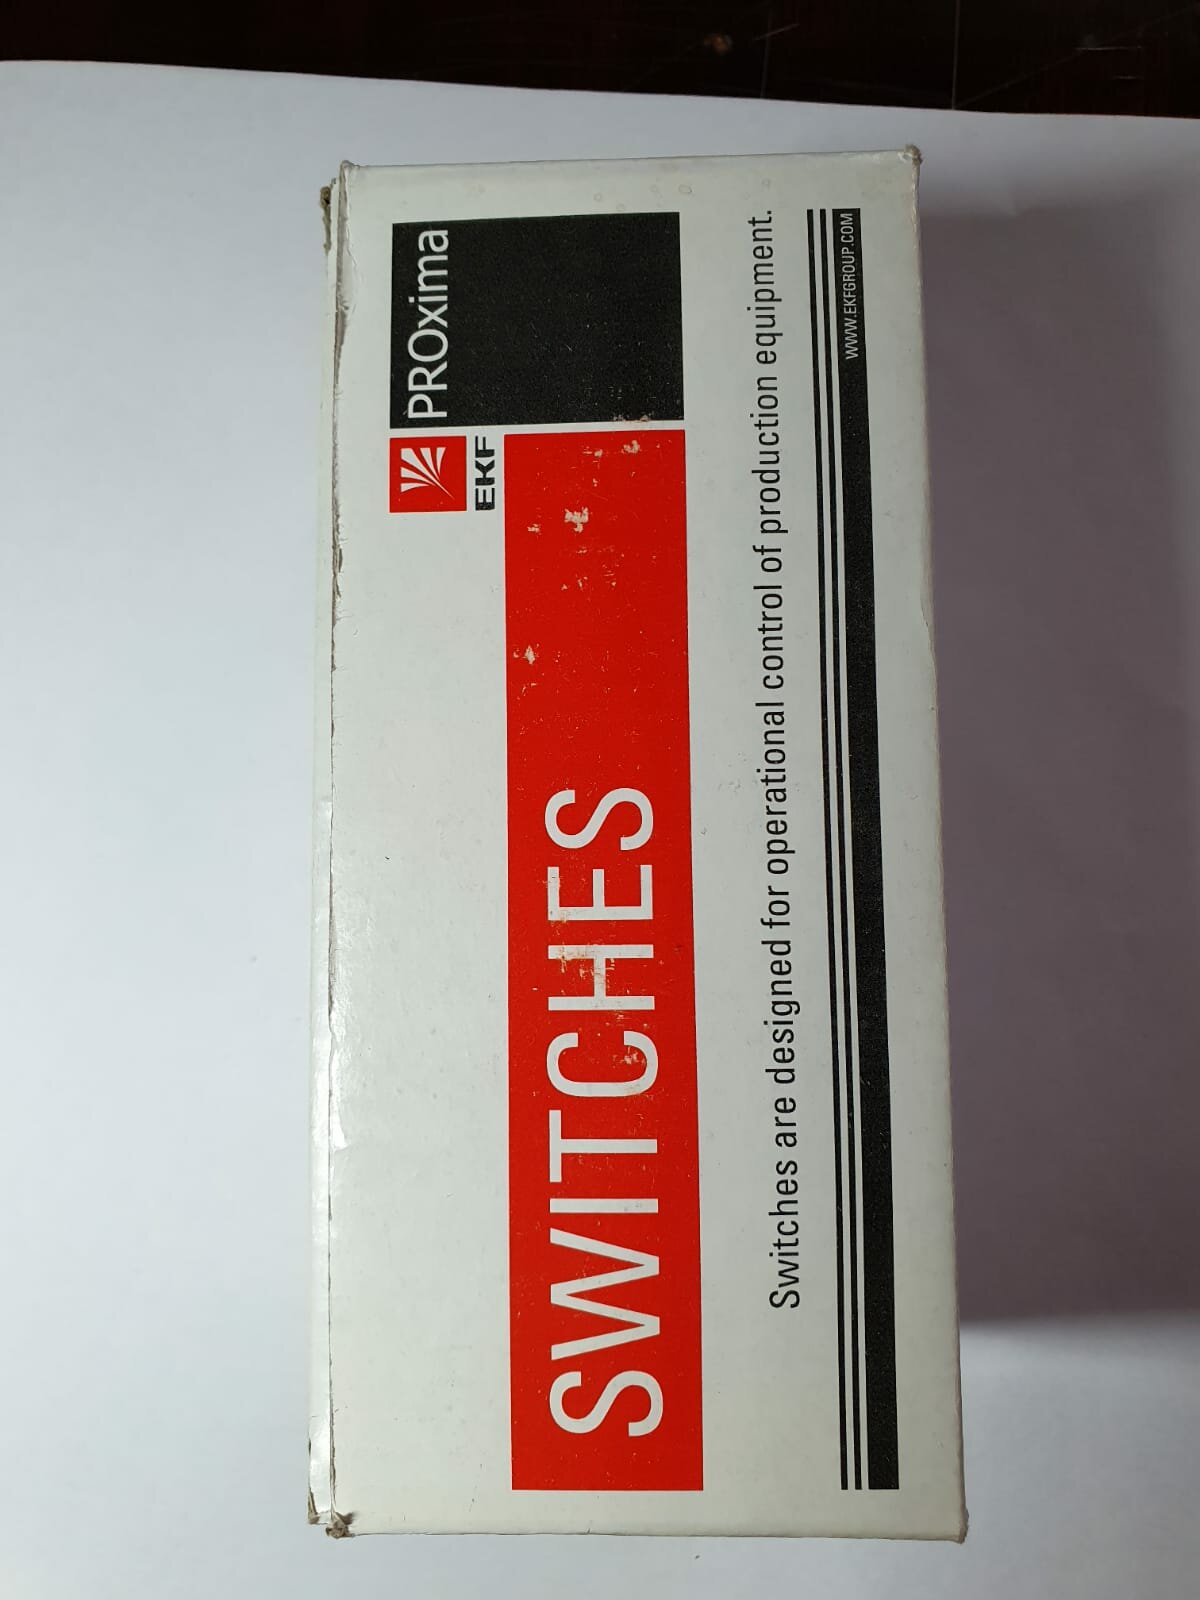 EKF
PROxima
SWITCHES
Switches are designed for operational control of production equipment.
WWW.EKFGROUP.COM